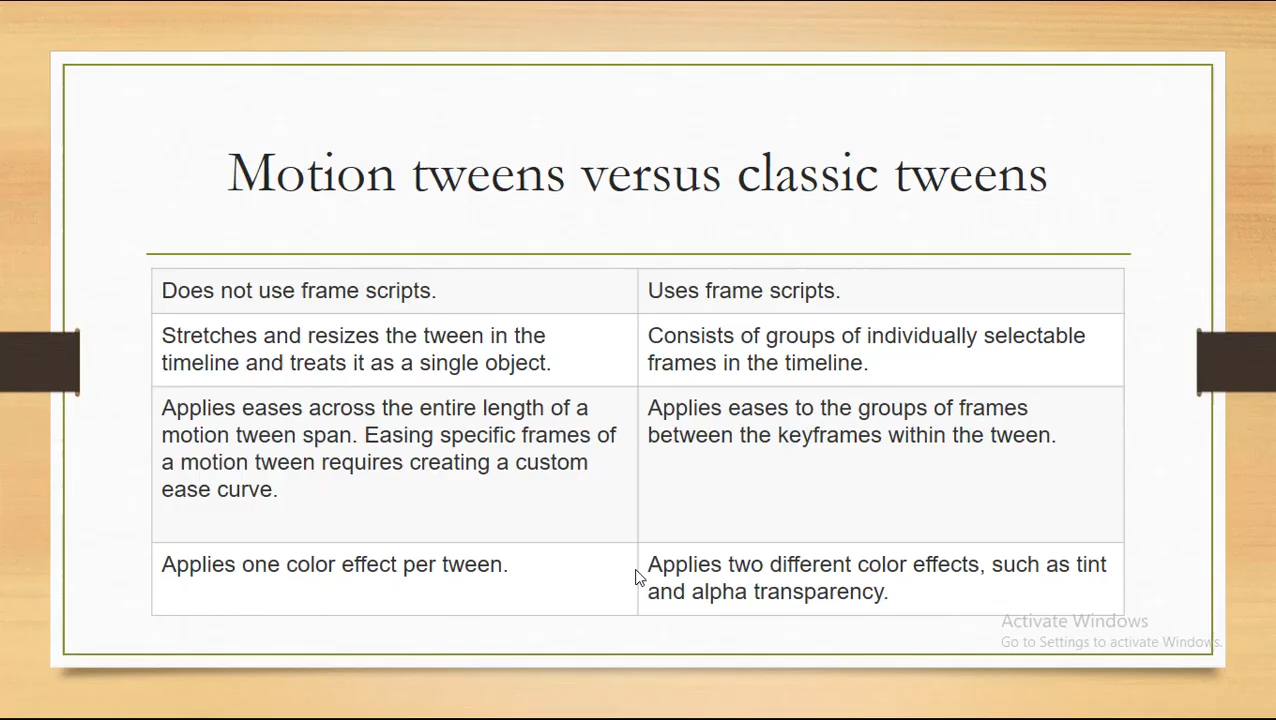 Motion tweens versus classic tweens
Does not use frame scripts.
Uses frame scripts.
Stretches and resizes the tween in the
timeline and treats it as a single object.
Consists of groups of individually selectable
frames in the timeline.
Applies eases across the entire length of a
motion tween span. Easing specific frames of
a motion tween requires creating a custom
ease curve.
Applies eases to the groups of frames
between the keyframes within the tween.
Applies one color effect per tween.
Applies two different color effects, such as tint
and alpha transparency.
Activate Windows
Go to Settings to activate Windows.